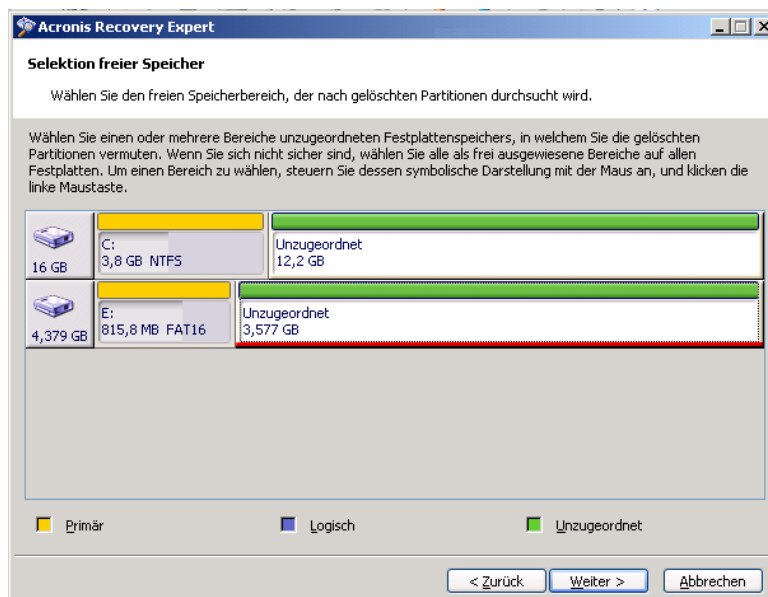 Acronis Recovery Expert
Selektion freier Speicher
Wählen Sie den freien Speicherbereich, der nach gelöschten Partitionen durchsucht wird.
Wählen Sie einen oder mehrere Bereiche unzugeordneten Festplattenspeichers, in welchem Sie die gelöschten
Partitionen vermuten. Wenn Sie sich nicht sicher sind, wählen Sie alle als frei ausgewiesene Bereiche auf allen
Festplatten. Um einen Bereich zu wählen, steuern Sie dessen symbolische Darstellung mit der Maus an, und klicken die
linke Maustaste.
16 GB
C:
3,8 GB NTFS
Unzugeordnet
12,2 GB
4,379 GB
E:
815,8 MB FAT16
Unzugeordnet
3,577 GB
Primär
Logisch
Unzugeordnet
< Zurück
Weiter >
Abbrechen